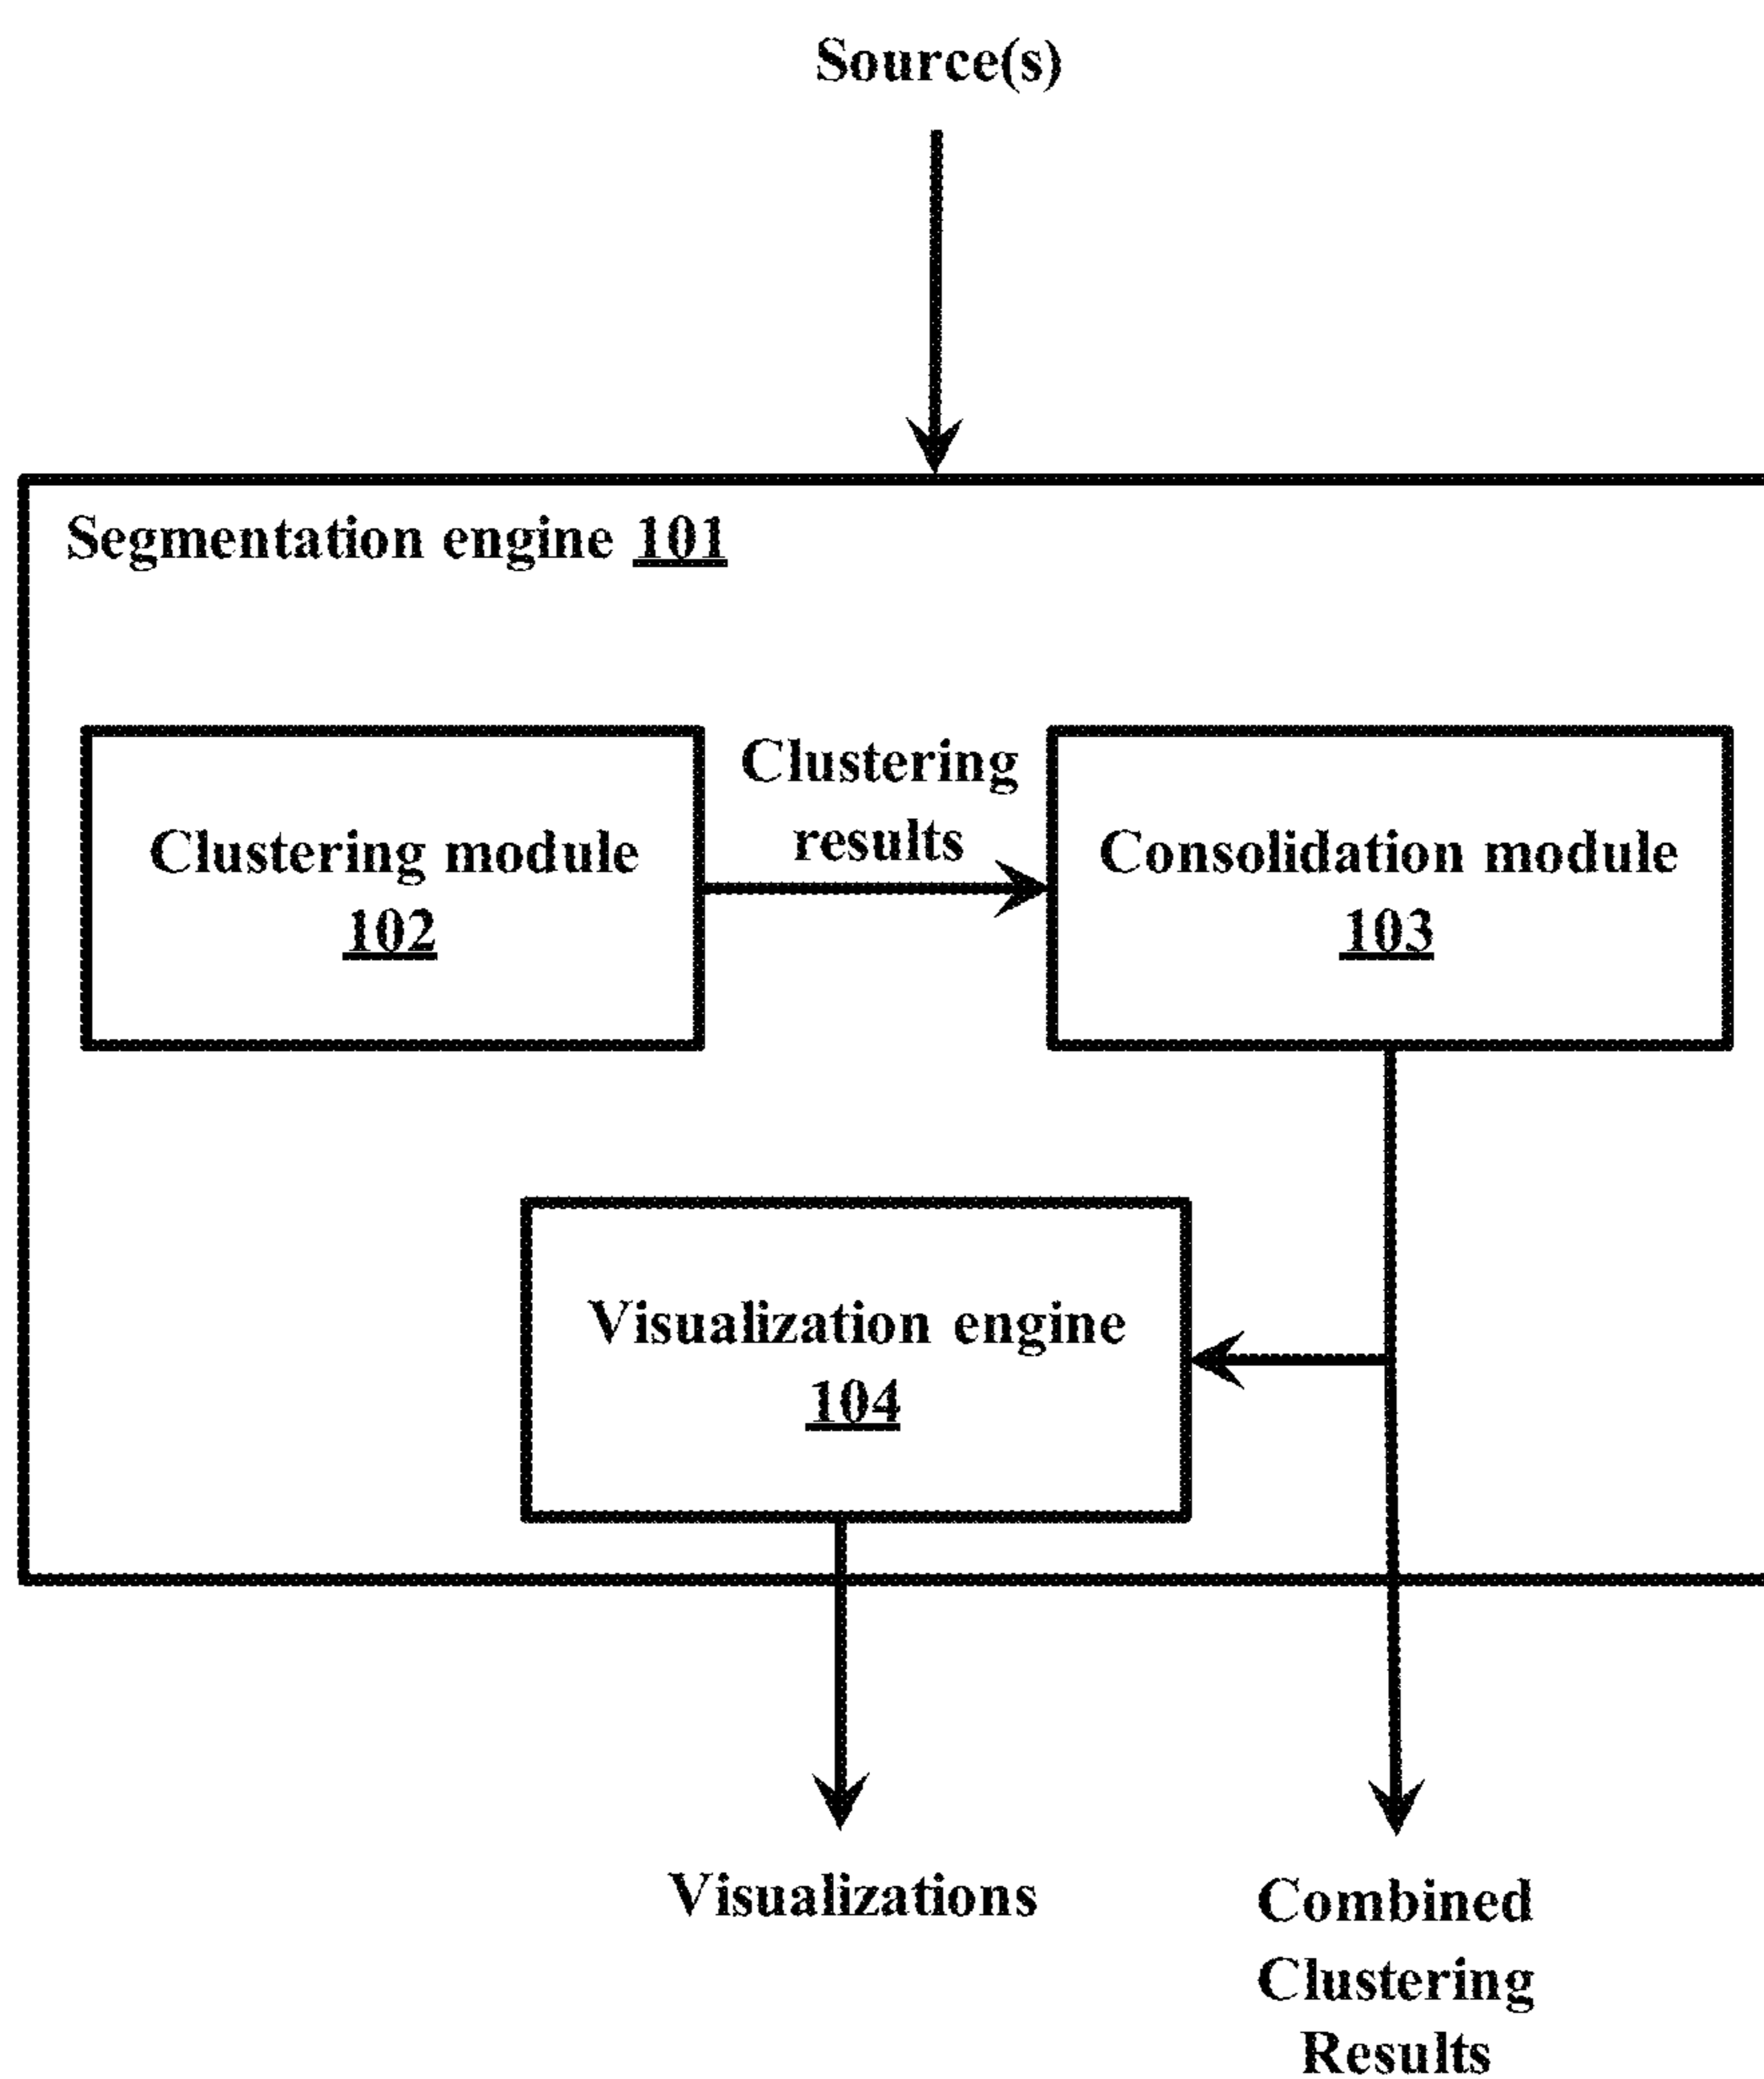 Source(s)
Segmentation engine 101
Clustering module
102
Clustering
results
Consolidation module
103
Visualization engine
104
Visualizations
Combined
Clustering
Results